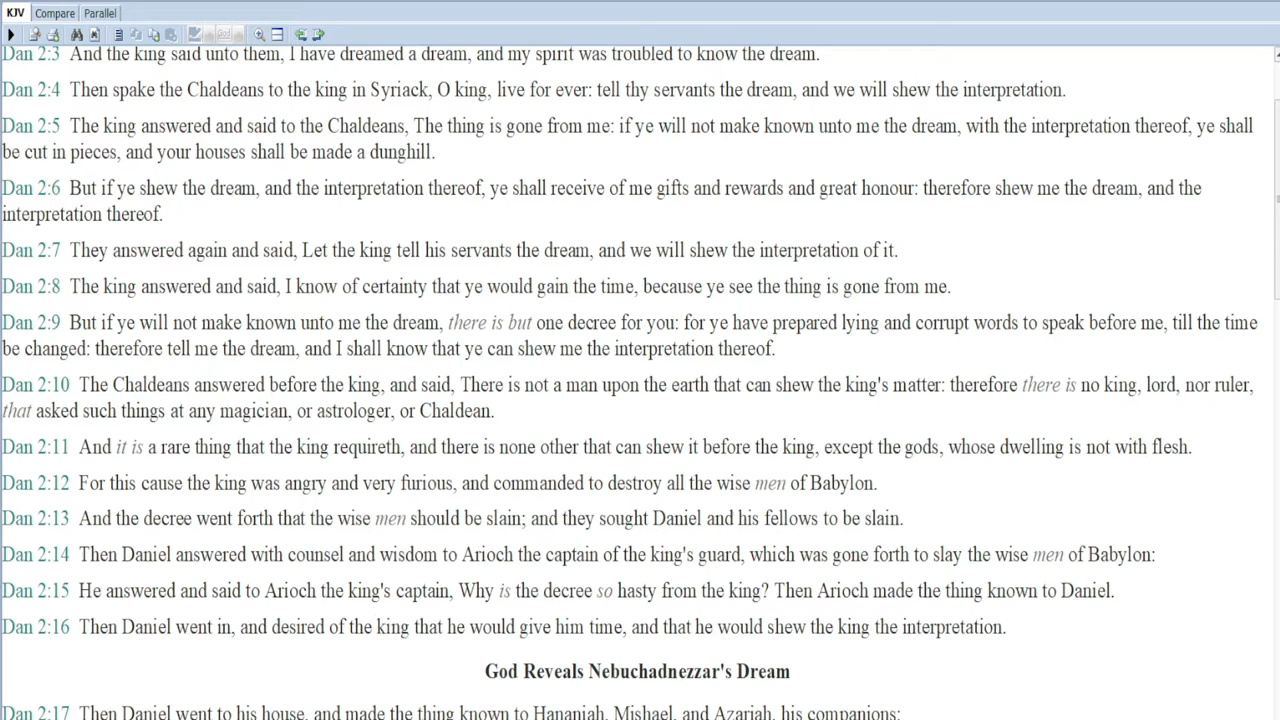 KJV Compare Parallel
Dan 2:3 And the king said unto them, I have dreamed a dream, and my spirit was troubled to know the dream.
Dan 2:4 Then spake the Chaldeans to the king in Syriack, O king, live for ever: tell thy servants the dream, and we will shew the interpretation.
Dan 2:5 The king answered and said to the Chaldeans, The thing is gone from me: if ye will not make known unto me the dream, with the interpretation thereof, ye shall
be cut in pieces, and your houses shall be made a dunghill.
Dan 2:6 But if ye shew the dream, and the interpretation thereof, ye shall receive of me gifts and rewards and great honour: therefore shew me the dream, and the
interpretation thereof.
Dan 2:7 They answered again and said, Let the king tell his servants the dream, and we will shew the interpretation of it.
Dan 2:8 The king answered and said, I know of certainty that ye would gain the time, because ye see the thing is gone from me.
Dan 2:9 But if ye will not make known unto me the dream, there is but one decree for you: for ye have prepared lying and corrupt words to speak before me, till the time
be changed: therefore tell me the dream, and I shall know that ye can shew me the interpretation thereof.
Dan 2:10 The Chaldeans answered before the king, and said, There is not a man upon the earth that can shew the king's matter: therefore there is no king, lord, nor ruler,
that asked such things at any magician, or astrologer, or Chaldean.
Dan 2:11 And it is a rare thing that the king requireth, and there is none other that can shew it before the king, except the gods, whose dwelling is not with flesh.
Dan 2:12 For this cause the king was angry and very furious, and commanded to destroy all the wise men of Babylon.
Dan 2:13 And the decree went forth that the wise men should be slain; and they sought Daniel and his fellows to be slain.
Dan 2:14 Then Daniel answered with counsel and wisdom to Arioch the captain of the king's guard, which was gone forth to slay the wise men of Babylon:
Dan 2:15 He answered and said to Arioch the king's captain, Why is the decree so hasty from the king? Then Arioch made the thing known to Daniel.
Dan 2:16 Then Daniel went in, and desired of the king that he would give him time, and that he would shew the king the interpretation.
God Reveals Nebuchadnezzar's Dream
Dan 2:17 Then Daniel went to his house, and made the thing known to Hananiah, Mishael, and Azariah, his companions: